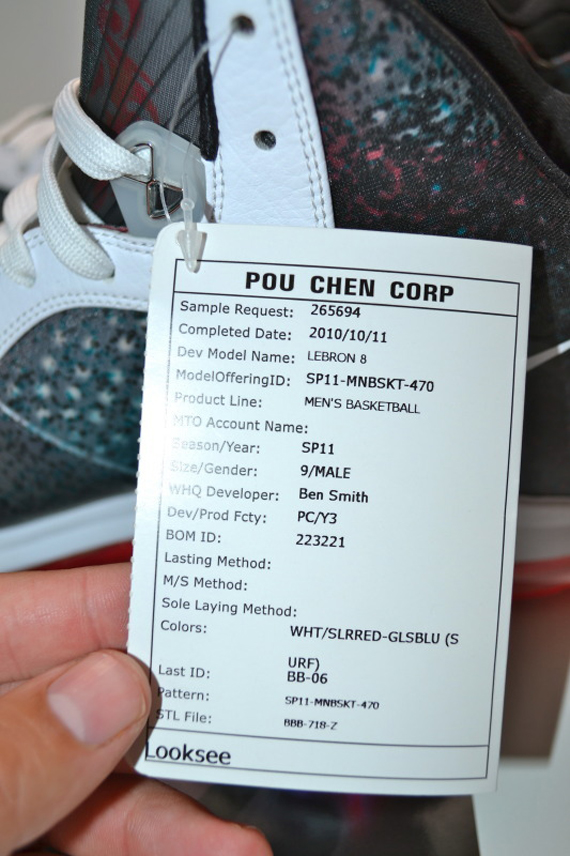 POU CHEN CORP
Sample Request: 265694
Completed Date: 2010/10/11
Dev Model Name: LEBRON 8
ModelOfferingID: SP11-MNBSKT-470
Product Line: MEN'S BASKETBALL
MTO Account Name:
Season/Year: SP11
Size/Gender: 9/MALE
WHQ Developer: Ben Smith
Dev/Prod Fcty: PC/Y3
BOM ID: 223221
Lasting Method:
M/S Method:
Sole Laying Method:
Colors: WHT/SLRRED-GLSBLU (S
URF)
Last ID: BB-06
Pattern: SP11-MNBSKT-470
STL File: BBB-718-Z
Looksee